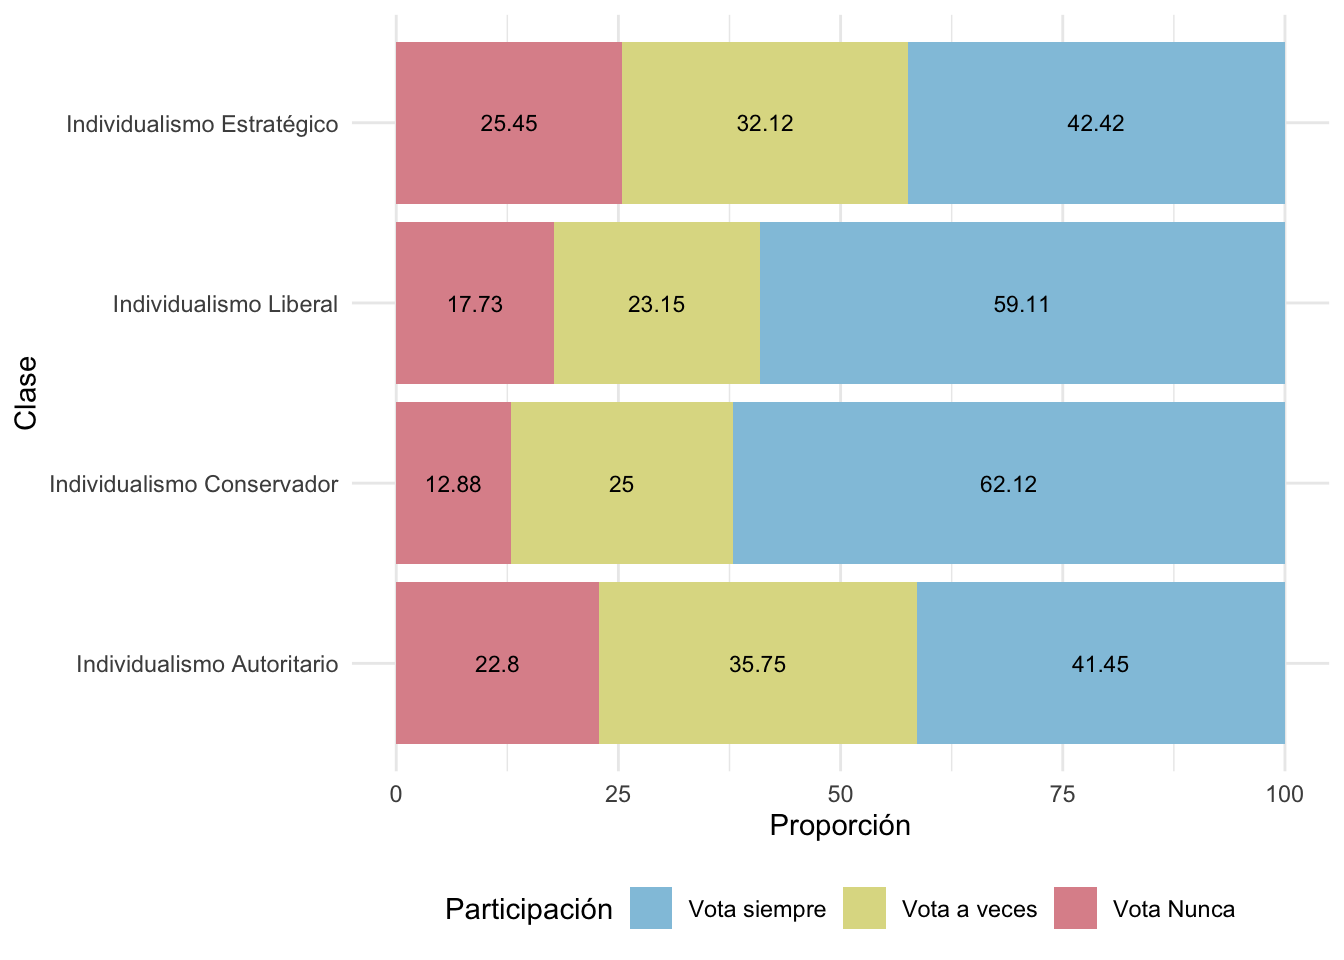 Individualismo Estratégico
25.45 32.12 42.42
Individualismo Liberal
17.73 23.15 59.11
Clase
Individualismo Conservador
12.88 25 62.12
Individualismo Autoritario
22.8 35.75 41.45
0 25 50 75 100
Proporción
Participación Vota siempre Vota a veces Vota Nunca